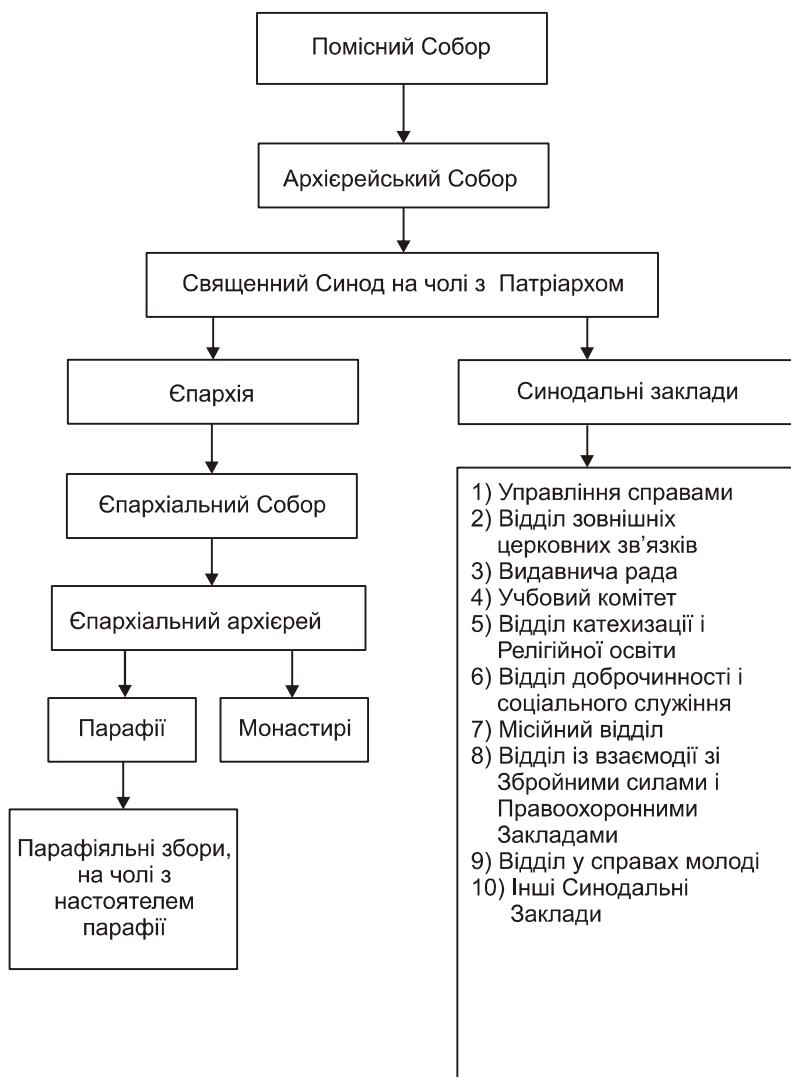 Помісний Собор
Архієрейський Собор
Священний Синод на чолі з Патріархом
Єпархія
Синодальні заклади
Єпархіальний Собор
Єпархіальний архієрей
Парафії
Монастирі
Парафіяльні збори,
на чолі з
настоятелем
парафії
1) Управління справами
2) Відділ зовнішніх
церковних зв’язків
3) Видавнича рада
4) Учбовий комітет
5) Відділ катехизації і
Релігійної освіти
6) Відділ доброчинності і
соціального служіння
7) Місійний відділ
8) Відділ із взаємодії зі
Збройними силами і
Правоохоронними
Закладами
9) Відділ у справах молоді
10) Інші Синодальні
Заклади